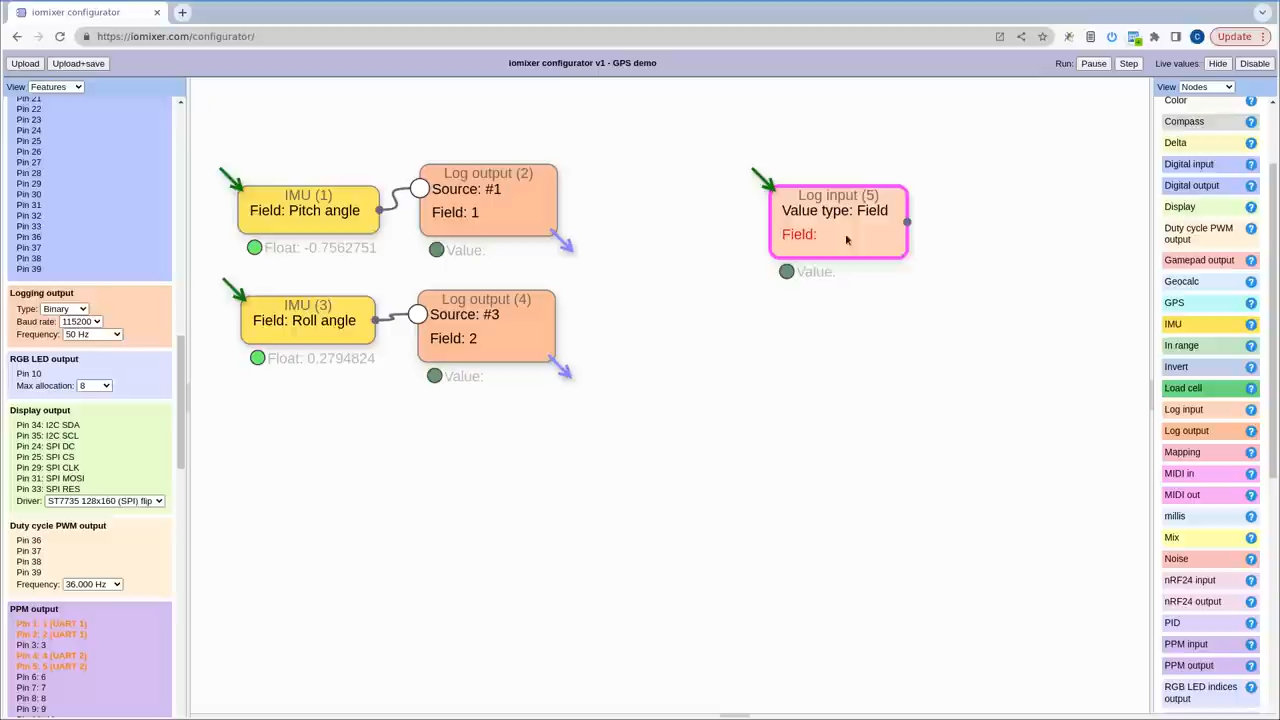 iomixer configurator
https://iomixer.com/configurator/
Update
Upload
Upload+save
iomixer configurator v1 - GPS demo
Run:
Pause
Step
Live values:
Hide
Disable
View
Features
Pin 21
Pin 22
Pin 23
Pin 24
Pin 25
Pin 26
Pin 27
Pin 28
Pin 29
Pin 30
Pin 31
Pin 32
Pin 33
Pin 36
Pin 37
Pin 38
Pin 39
Logging output
Type: Binary
Baud rate: 115200
Frequency: 50 Hz
RGB LED output
Pin 10
Max allocation: 8
Display output
Pin 34: I2C SDA
Pin 35: I2C SCL
Pin 24: SPI DC
Pin 25: SPI CS
Pin 29: SPI CLK
Pin 31: SPI MOSI
Pin 33: SPI RES
Driver: ST7735 128x160 (SPI) flip
Duty cycle PWM output
Pin 36
Pin 37
Pin 38
Pin 39
Frequency: 36,000 Hz
PPM output
Pin 1: 1 (UART 1)
Pin 2: 2 (UART 1)
Pin 3: 3
Pin 4: 4 (UART 2)
Pin 5: 5 (UART 2)
Pin 6: 6
Pin 7: 7
Pin 8: 8
Pin 9: 9
IMU (1)
Field: Pitch angle
Float: -0.7562751
Log output (2)
Source: #1
Field: 1
Value:
IMU (3)
Field: Roll angle
Float: 0.2794824
Log output (4)
Source: #3
Field: 2
Value:
Log input (5)
Value type: Field
Field:
Value:
View
Nodes
Color
Compass
Delta
Digital input
Digital output
Display
Duty cycle PWM
output
Gamepad output
Geocalc
GPS
IMU
In range
Invert
Load cell
Log input
Log output
Mapping
MIDI in
MIDI out
millis
Mix
Noise
nRF24 input
nRF24 output
PID
PPM input
PPM output
RGB LED indices
output